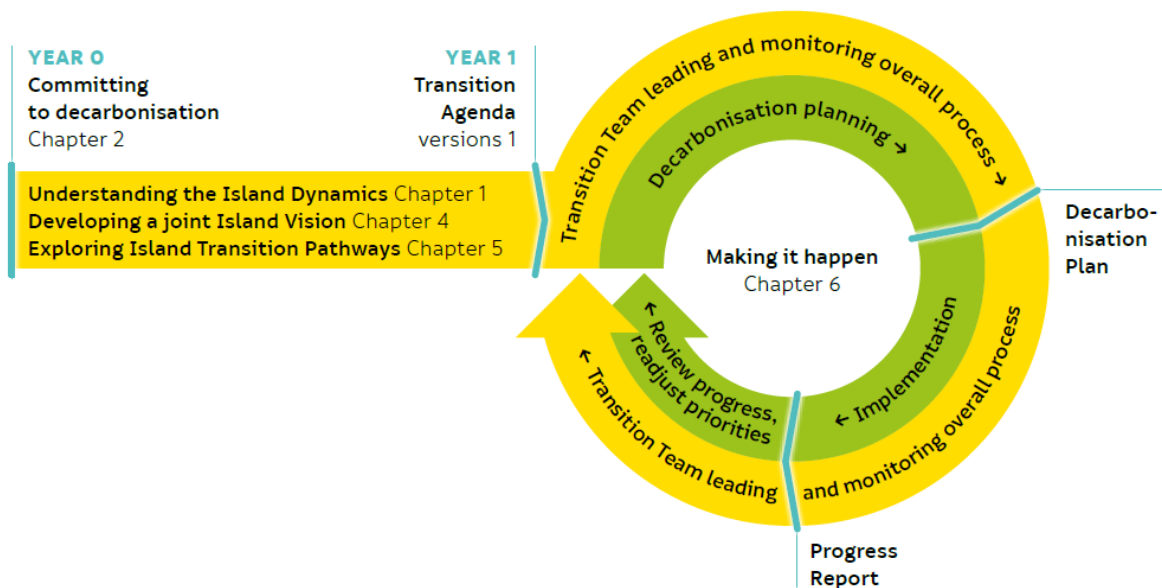 YEAR 0
Committing
to decarbonisation
Chapter 2
YEAR 1
Transition
Agenda
versions 1
Understanding the Island Dynamics Chapter 1
Developing a joint Island Vision Chapter 4
Exploring Island Transition Pathways Chapter 5
Transition Team leading and monitoring overall process →
Decarbonisation planning →
Making it happen
Chapter 6
Decarbo-
nisation
Plan
← Implementation
← Review progress,
readjust priorities
← Transition Team leading and monitoring overall process
Progress
Report